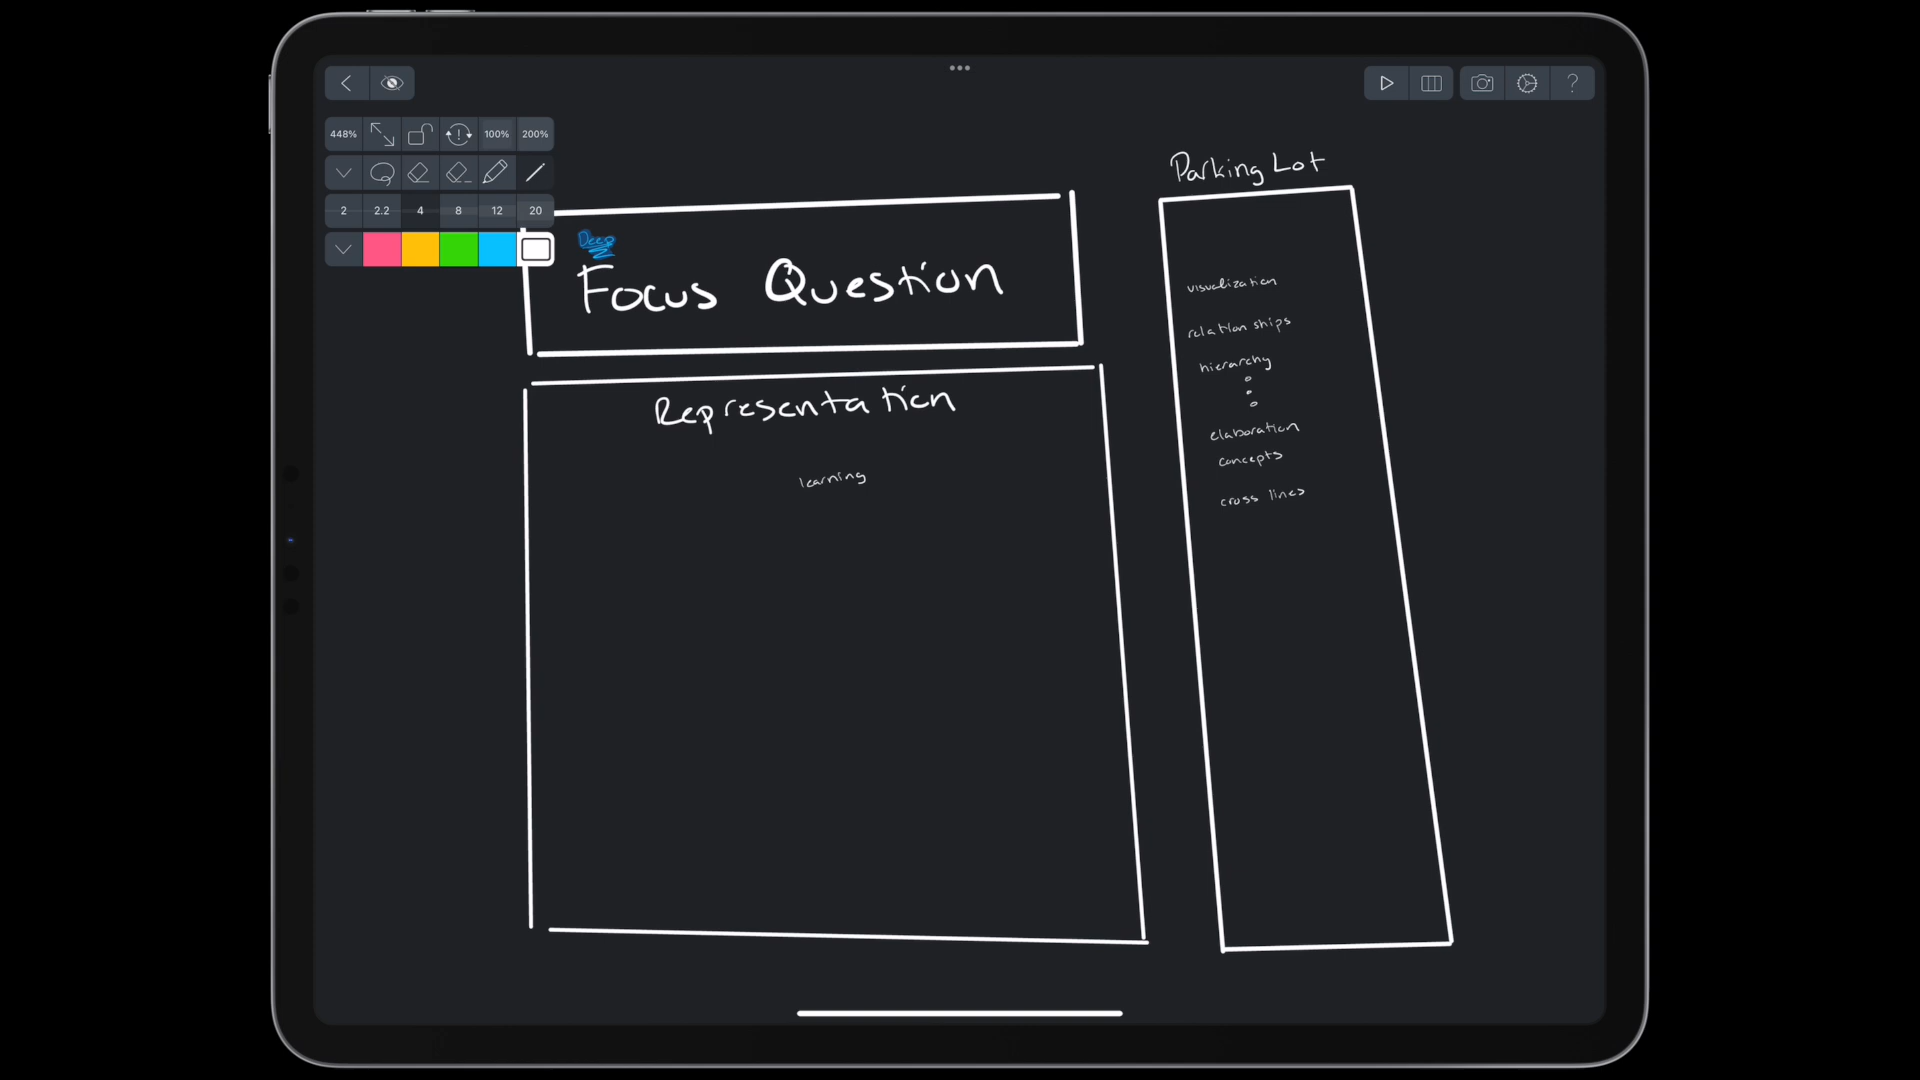 448% 100% 200%
2 2.2 4 8 12 20
Deep
Focus Question
Representation
learning
Parking Lot
visualization
relationships
hierarchy
elaboration
concepts
cross lines